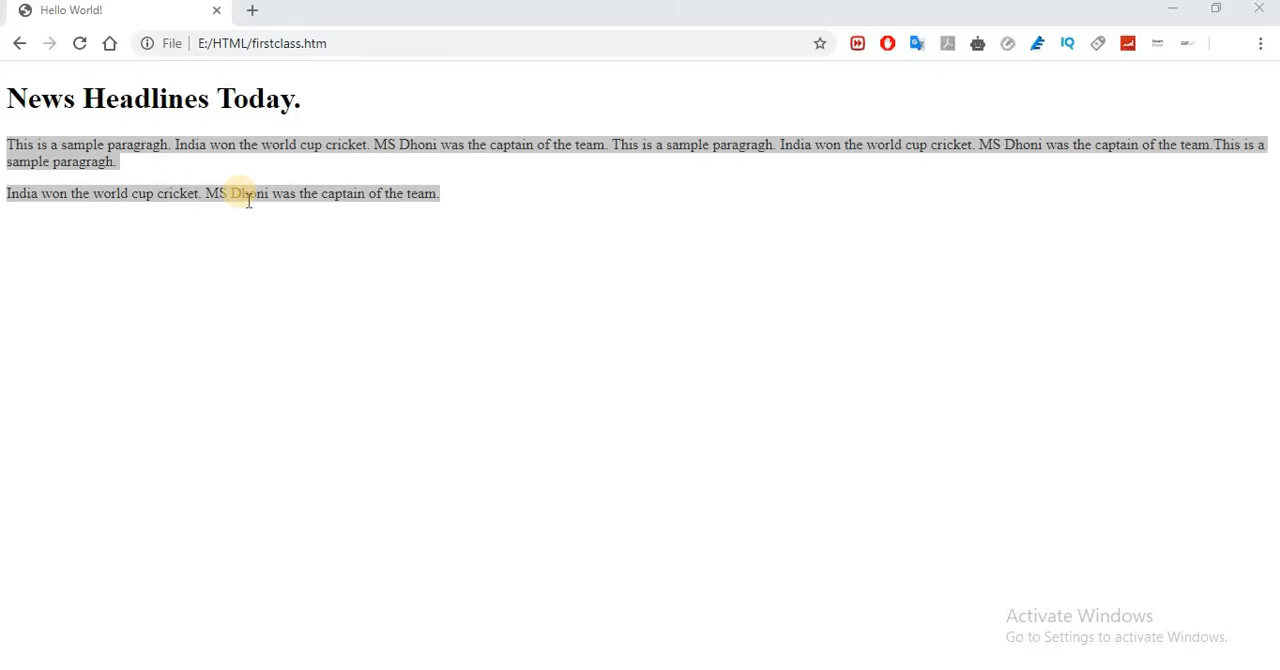 Hello World!
File E:/HTML/firstclass.htm
IQ
News Headlines Today.
This is a sample paragragh. India won the world cup cricket. MS Dhoni was the captain of the team. This is a sample paragragh. India won the world cup cricket. MS Dhoni was the captain of the team.This is a
sample paragragh.
India won the world cup cricket. MS Dhoni was the captain of the team.
Activate Windows
Go to Settings to activate Windows.